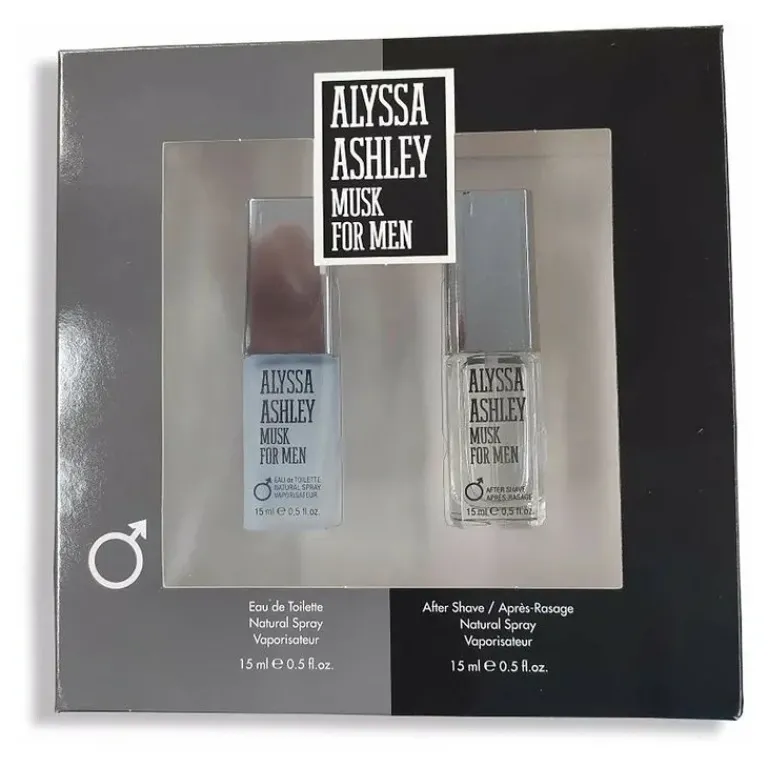 ALYSSA
ASHLEY
MUSK
FOR MEN
ALYSSA
ASHLEY
MUSK
FOR MEN
EAU de TOILETTE
NATURAL SPRAY
VAPORISATEUR
15 ml ℮ 0,5 fl.oz.
ALYSSA
ASHLEY
MUSK
FOR MEN
AFTER SHAVE
APRÈS-RASAGE
15 ml ℮ 0,5 fl.oz.
Eau de Toilette
Natural Spray
Vaporisateur
15 ml ℮ 0.5 fl.oz.
After Shave / Après-Rasage
Natural Spray
Vaporisateur
15 ml ℮ 0.5 fl.oz.